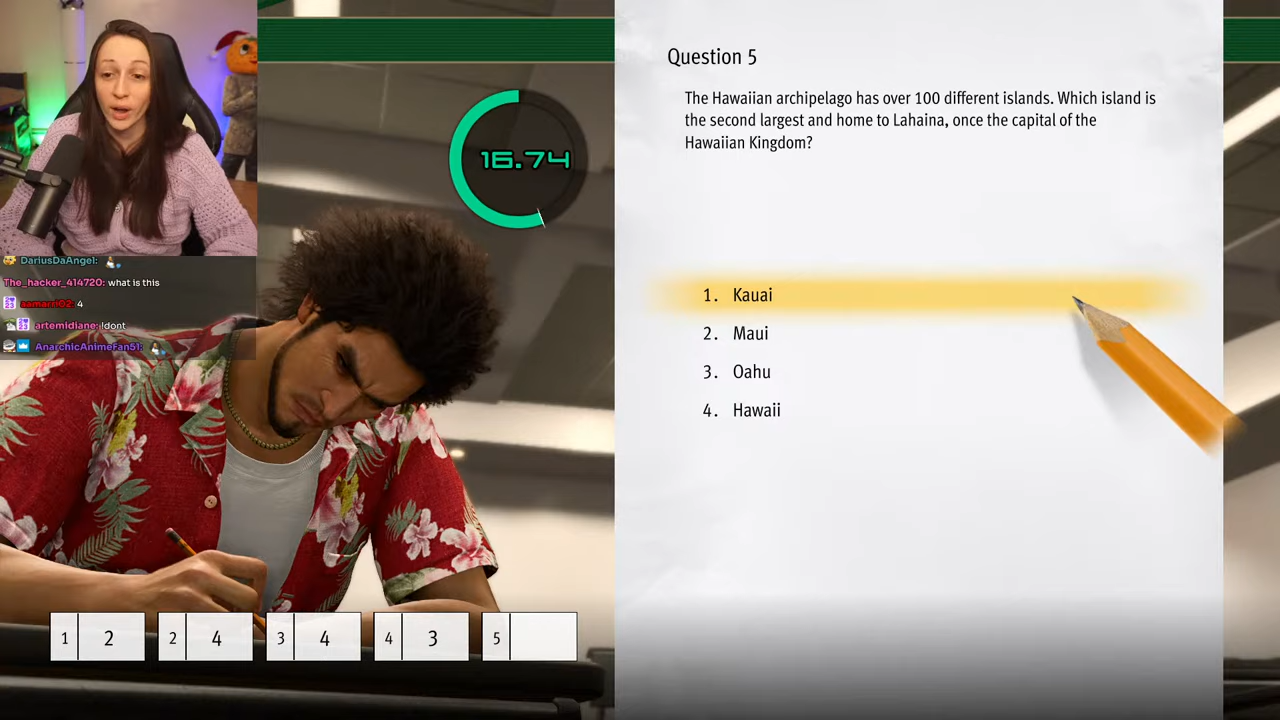 Question 5
The Hawaiian archipelago has over 100 different islands. Which island is
the second largest and home to Lahaina, once the capital of the
Hawaiian Kingdom?
1. Kauai
2. Maui
3. Oahu
4. Hawaii
16.74
DariusDaAngel:
The_hacker_414720: what is this
aamarri02: 4
artemidiane: !dont
AnarchicAnimeFan51:
1 2 2 4 3 4 4 3 5